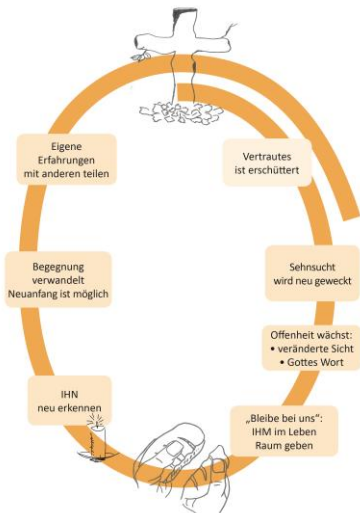 Vertrautes
ist erschüttert
Sehnsucht
wird neu geweckt
Offenheit wächst:
• veränderte Sicht
• Gottes Wort
„Bleibe bei uns“:
IHM im Leben
Raum geben
IHN
neu erkennen
Begegnung
verwandelt
Neuanfang ist möglich
Eigene
Erfahrungen
mit anderen teilen